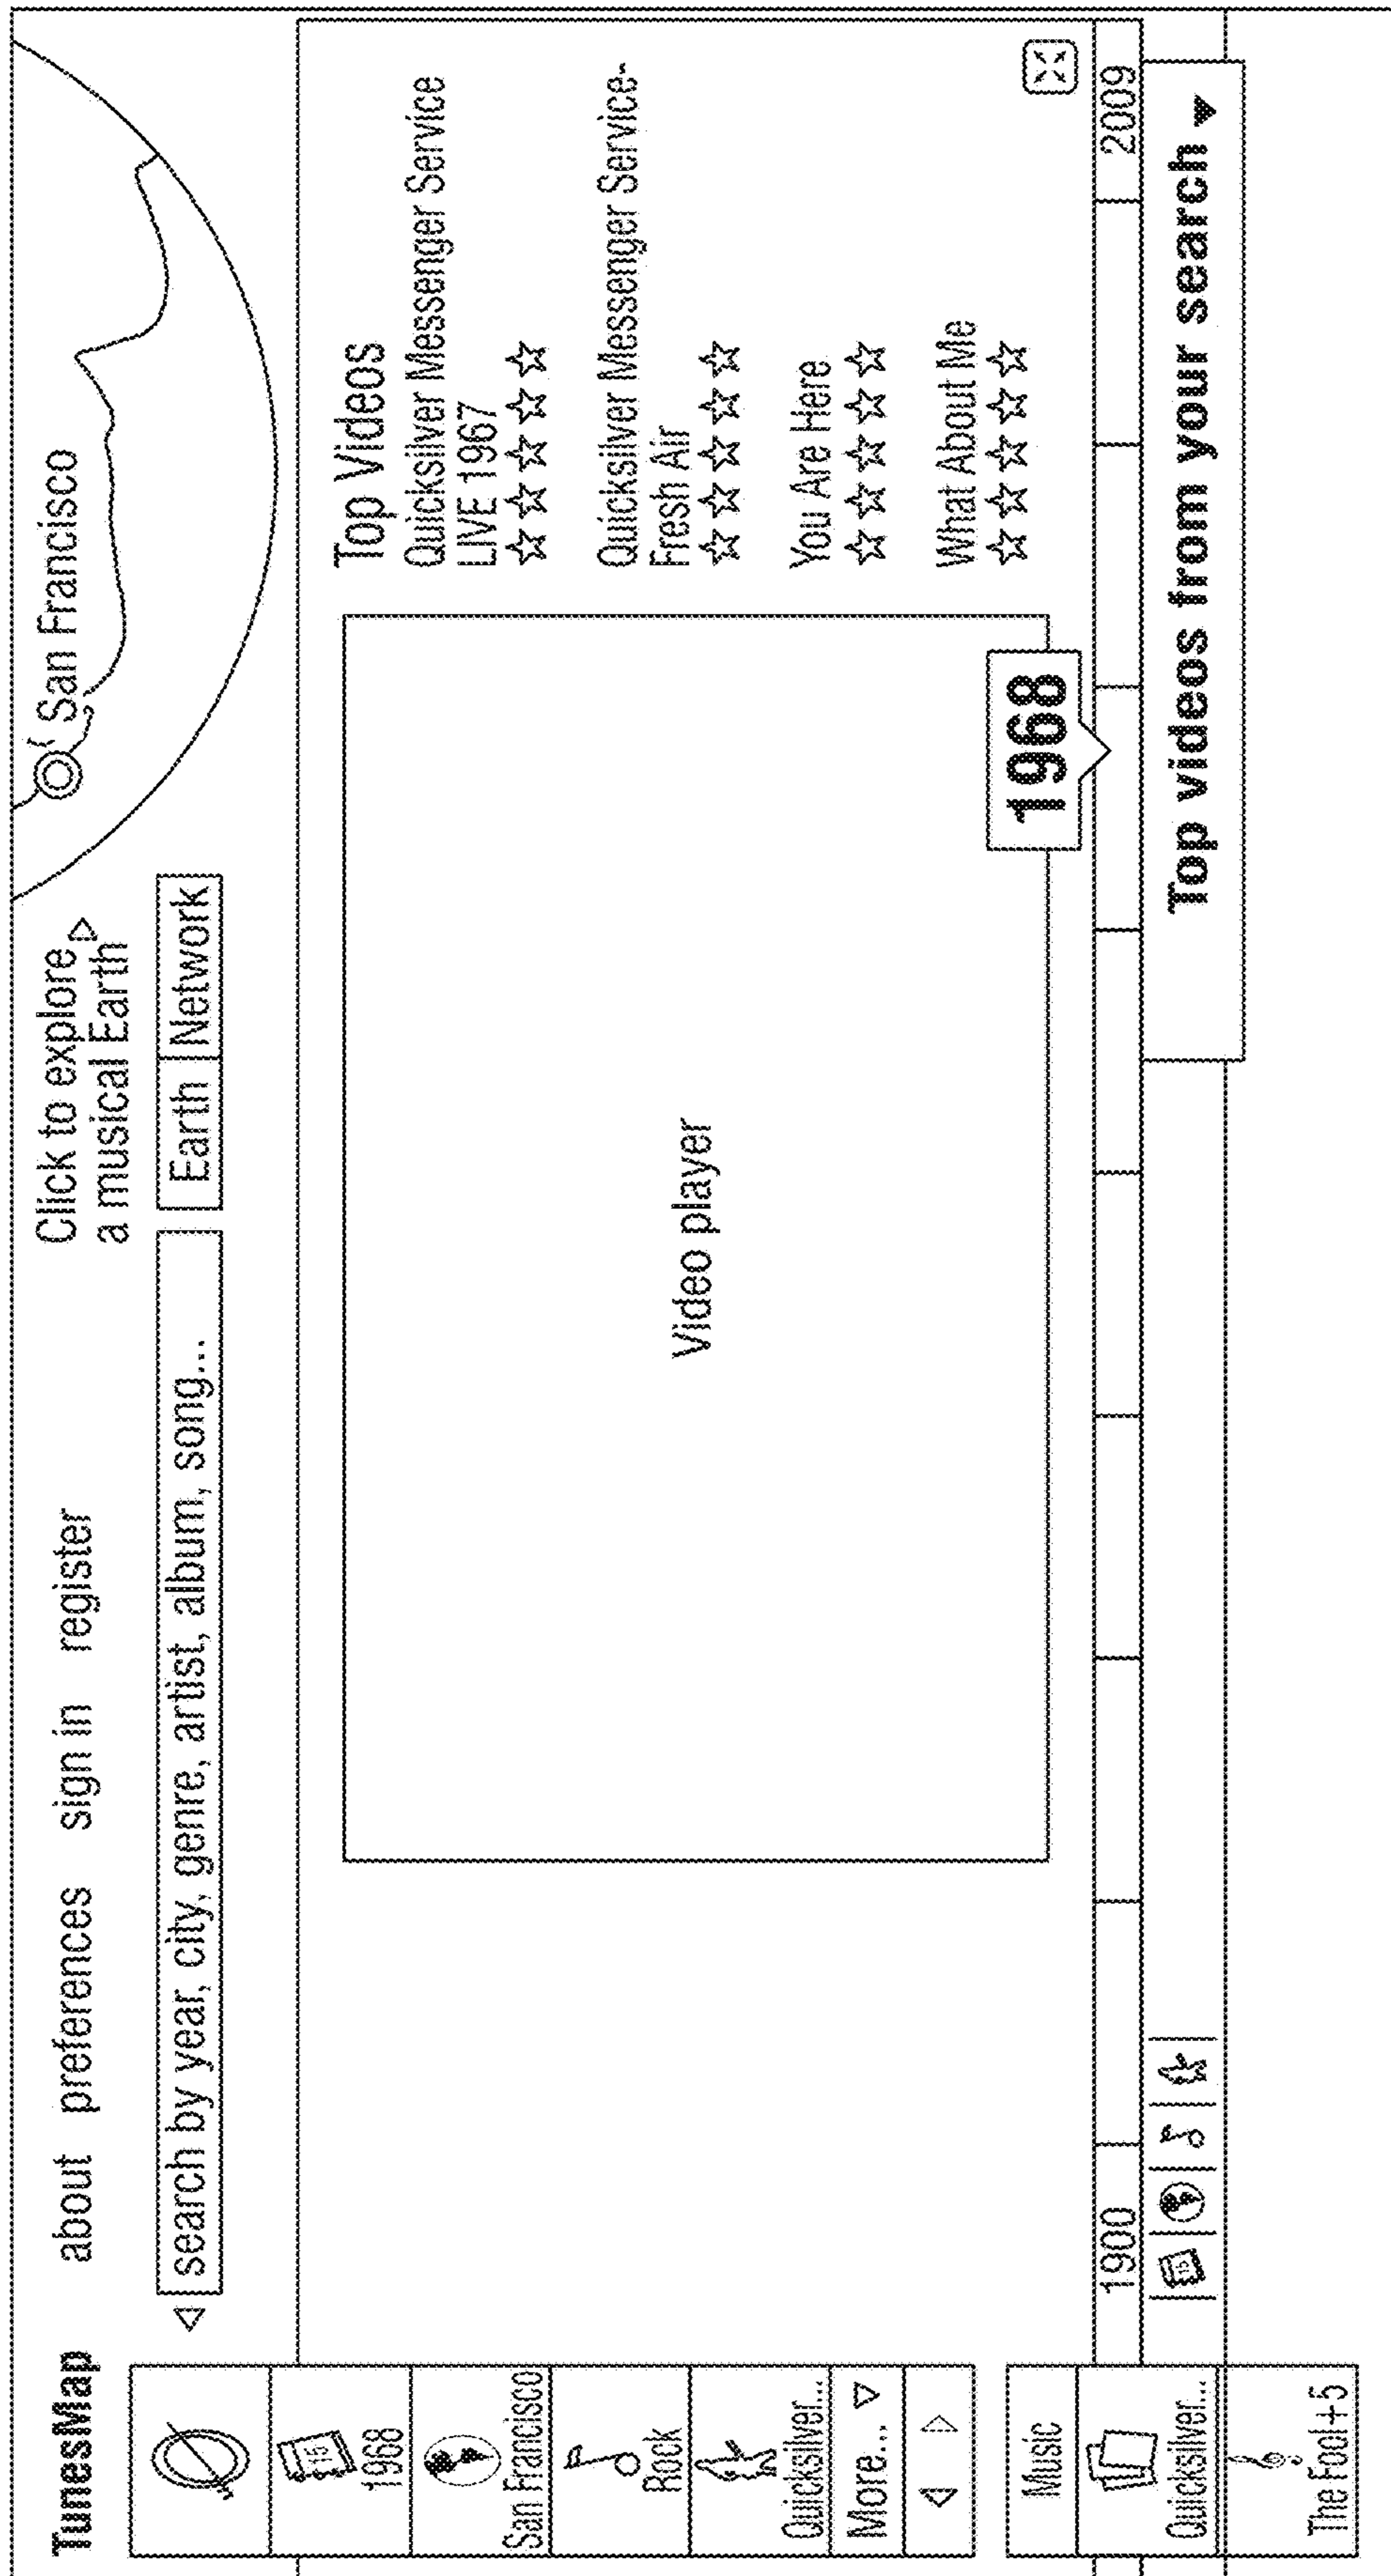 TunesMap
about preferences sign in register
Click to explore
a musical Earth
San Francisco
search by year, city, genre, artist, album, song...
Earth Network
15
1968
San Francisco
Rock
Quicksilver...
More...
Music
Quicksilver...
The Fool+5
Video player
Top Videos
Quicksilver Messenger Service
LIVE 1967
Quicksilver Messenger Service-
Fresh Air
You Are Here
What About Me
1968
1900
2009
15
Top videos from your search